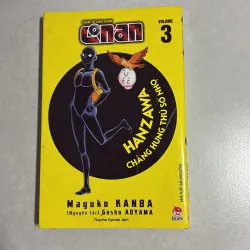 conan
VOLUME
3
HANZAWA
CHÀNG HUNG THỦ SỐ NHỌ
Mayuko KANBA
[Nguyên tác] Gosho AOYAMA